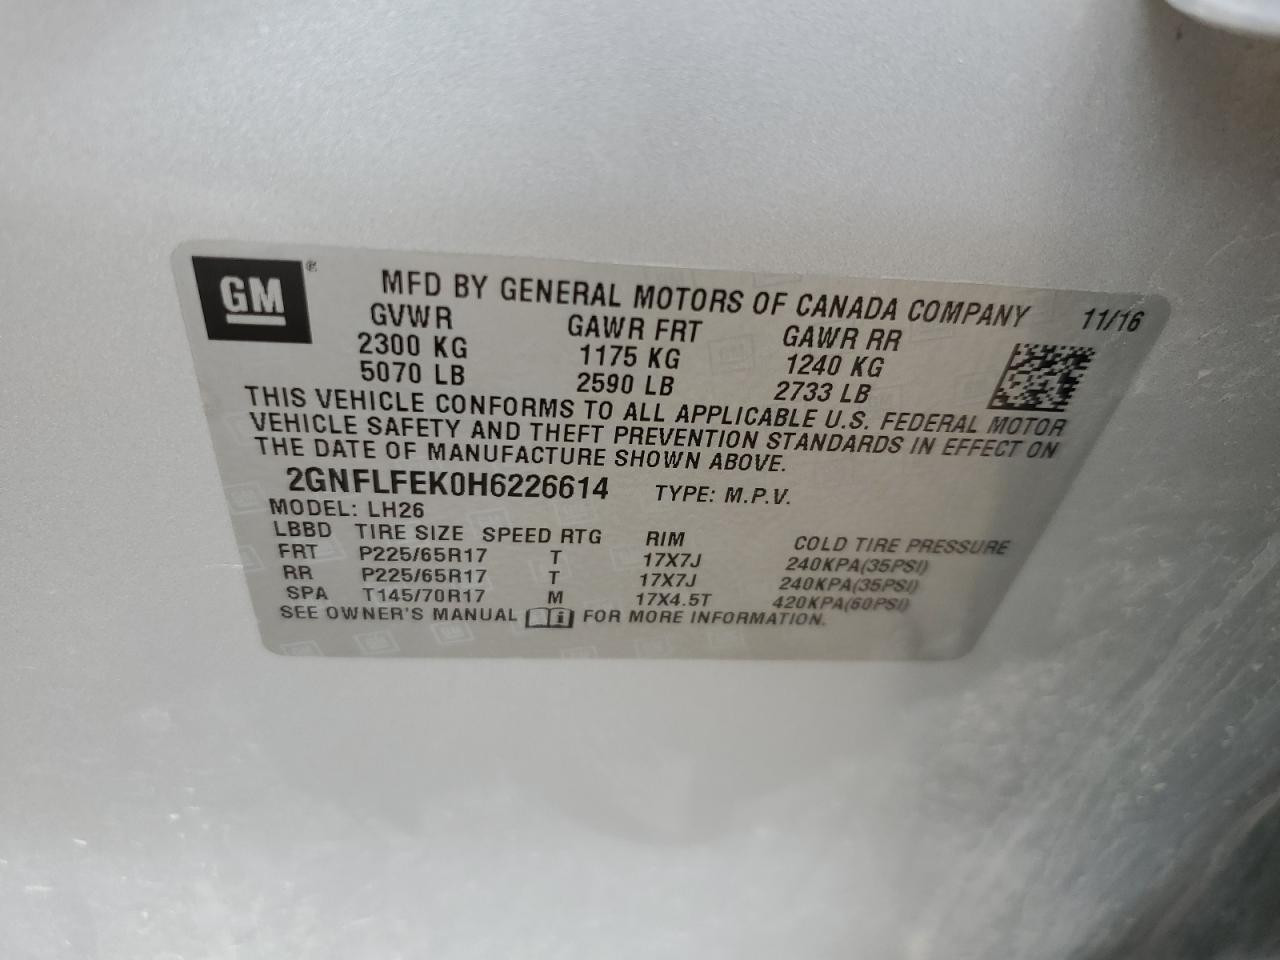 GM
MFD BY GENERAL MOTORS OF CANADA COMPANY 11/16
GVWR GAWR FRT GAWR RR
2300 KG 1175 KG 1240 KG
5070 LB 2590 LB 2733 LB
THIS VEHICLE CONFORMS TO ALL APPLICABLE U.S. FEDERAL MOTOR
VEHICLE SAFETY AND THEFT PREVENTION STANDARDS IN EFFECT ON
THE DATE OF MANUFACTURE SHOWN ABOVE.
2GNFLFEK0H6226614 TYPE: M.P.V.
MODEL: LH26
LBBD TIRE SIZE SPEED RTG RIM COLD TIRE PRESSURE
FRT P225/65R17 T 17X7J 240KPA(35PSI)
RR P225/65R17 T 17X7J 240KPA(35PSI)
SPA T145/70R17 M 17X4.5T 420KPA(60PSI)
SEE OWNER'S MANUAL FOR MORE INFORMATION.